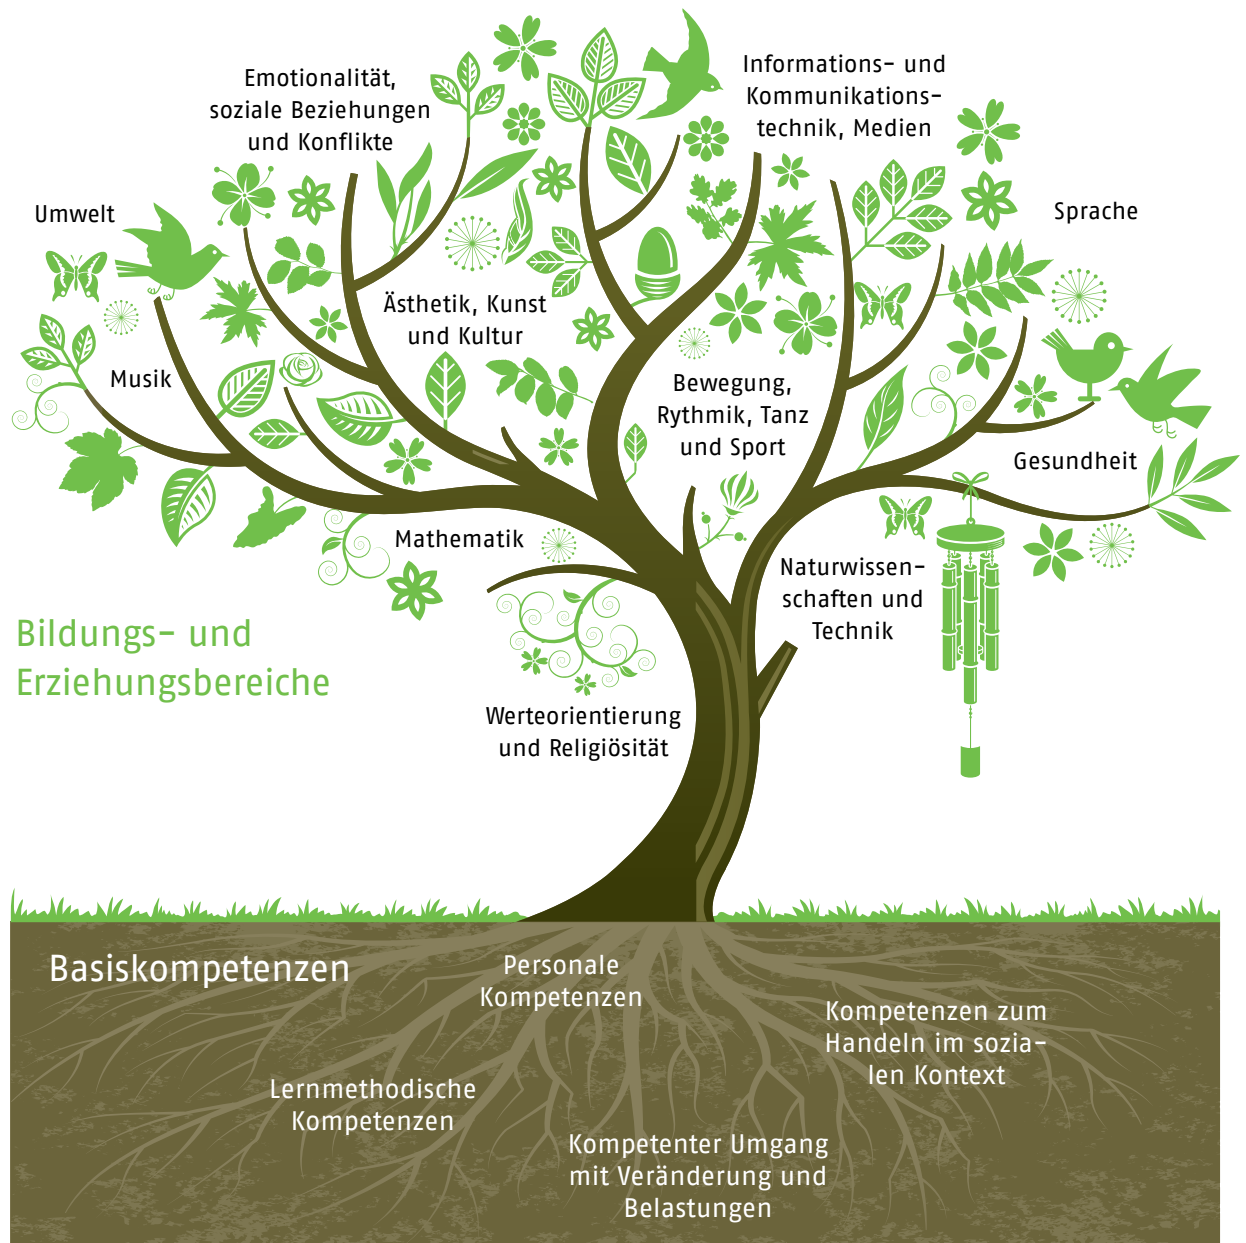 Emotionalität,
soziale Beziehungen
und Konflikte
Informations- und
Kommunikations-
technik, Medien
Umwelt
Sprache
Ästhetik, Kunst
und Kultur
Musik
Bewegung,
Rythmik, Tanz
und Sport
Gesundheit
Mathematik
Naturwissen-
schaften und
Technik
Bildungs- und
Erziehungsbereiche
Werteorientierung
und Religiösität
Basiskompetenzen
Personale
Kompetenzen
Kompetenzen zum
Handeln im sozia-
len Kontext
Lernmethodische
Kompetenzen
Kompetenter Umgang
mit Veränderung und
Belastungen